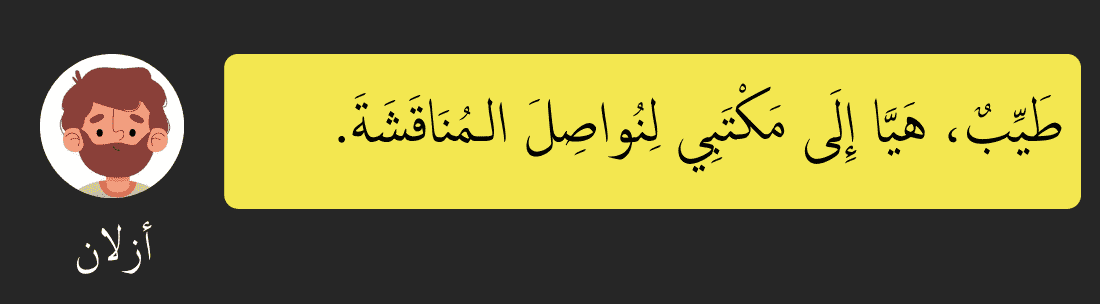 طَيِّبٌ، هَيَّا إِلَى مَكْتَبِي لِنُواصِلَ الـمُنَاقَشَةَ.
أزلان